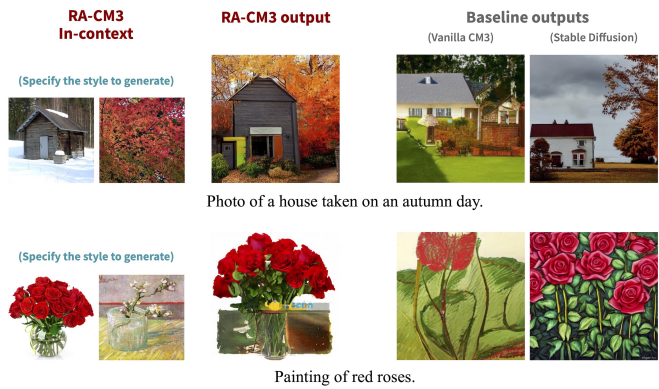 RA-CM3
In-context
RA-CM3 output
Baseline outputs
(Vanilla CM3)
(Stable Diffusion)
(Specify the style to generate)
Photo of a house taken on an autumn day.
(Specify the style to generate)
Painting of red roses.